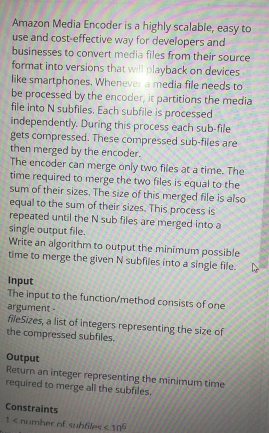 Amazon Media Encoder is a highly scalable, easy to
use and cost-effective way for developers and
businesses to convert media files from their source
format into versions that will playback on devices
like smartphones. Whenever a media file needs to
be processed by the encoder, it partitions the media
file into N subfiles. Each subfile is processed
independently. During this process each sub-file
gets compressed. These compressed sub-files are
then merged by the encoder.
The encoder can merge only two files at a time. The
time required to merge the two files is equal to the
sum of their sizes. The size of this merged file is also
equal to the sum of their sizes. This process is
repeated until the N sub files are merged into a
single output file.
Write an algorithm to output the minimum possible
time to merge the given N subfiles into a single file.
Input
The input to the function/method consists of one
argument -
fileSizes, a list of integers representing the size of
the compressed subfiles.
Output
Return an integer representing the minimum time
required to merge all the subfiles.
Constraints
1 < number of subfiles < 10⁶